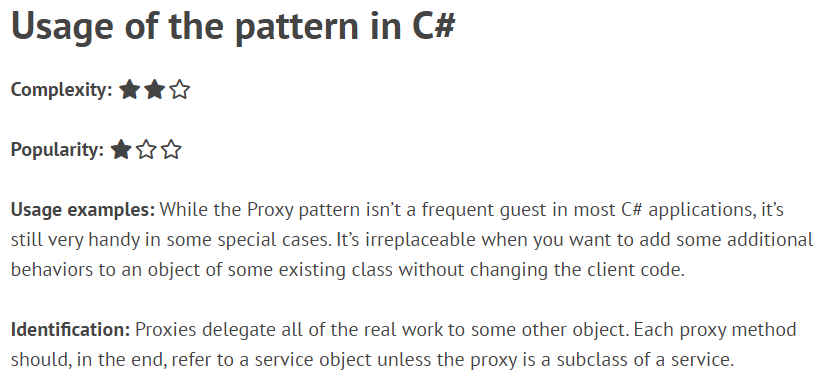 Usage of the pattern in C#
Complexity: ★★☆
Popularity: ★☆☆
Usage examples: While the Proxy pattern isn’t a frequent guest in most C# applications, it’s
still very handy in some special cases. It’s irreplaceable when you want to add some additional
behaviors to an object of some existing class without changing the client code.
Identification: Proxies delegate all of the real work to some other object. Each proxy method
should, in the end, refer to a service object unless the proxy is a subclass of a service.